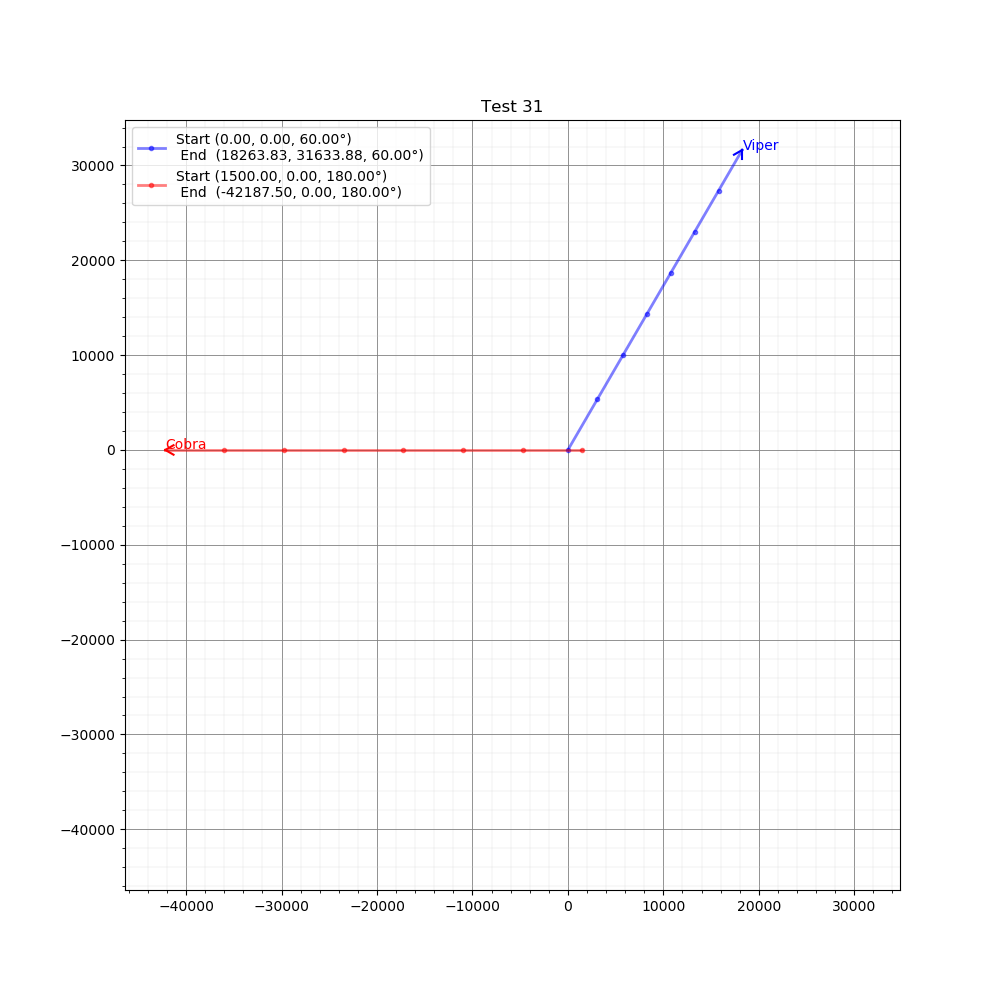 Test 31
Start (0.00, 0.00, 60.00°)
End  (18263.83, 31633.88, 60.00°)
Start (1500.00, 0.00, 180.00°)
End  (-42187.50, 0.00, 180.00°)
Viper
Cobra
30000
20000
10000
0
−10000
−20000
−30000
−40000
−40000 −30000 −20000 −10000 0 10000 20000 30000